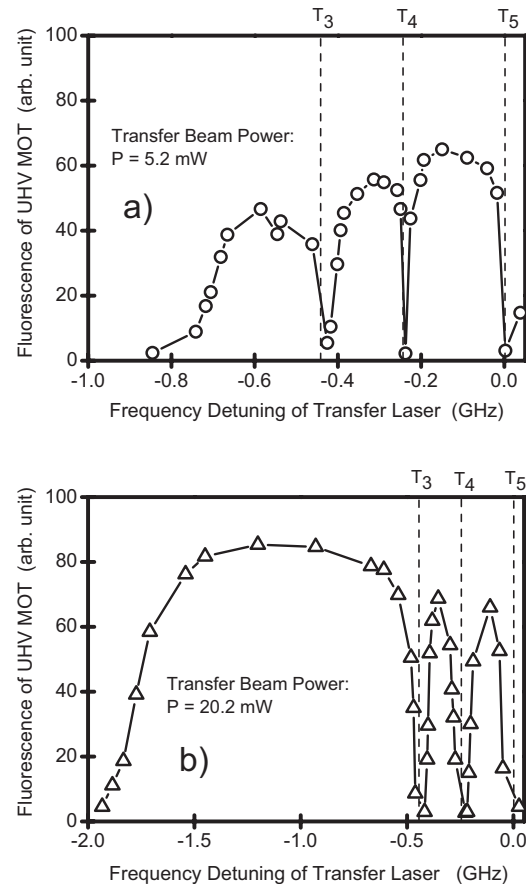 T3 T4 T5
100
80
60
40
20
0
Fluorescence of UHV MOT (arb. unit)
Transfer Beam Power:
P = 5.2 mW
a)
-1.0 -0.8 -0.6 -0.4 -0.2 0.0
Frequency Detuning of Transfer Laser (GHz)
T3 T4 T5
100
80
60
40
20
0
Fluorescence of UHV MOT (arb. unit)
Transfer Beam Power:
P = 20.2 mW
b)
-2.0 -1.5 -1.0 -0.5 0.0
Frequency Detuning of Transfer Laser (GHz)